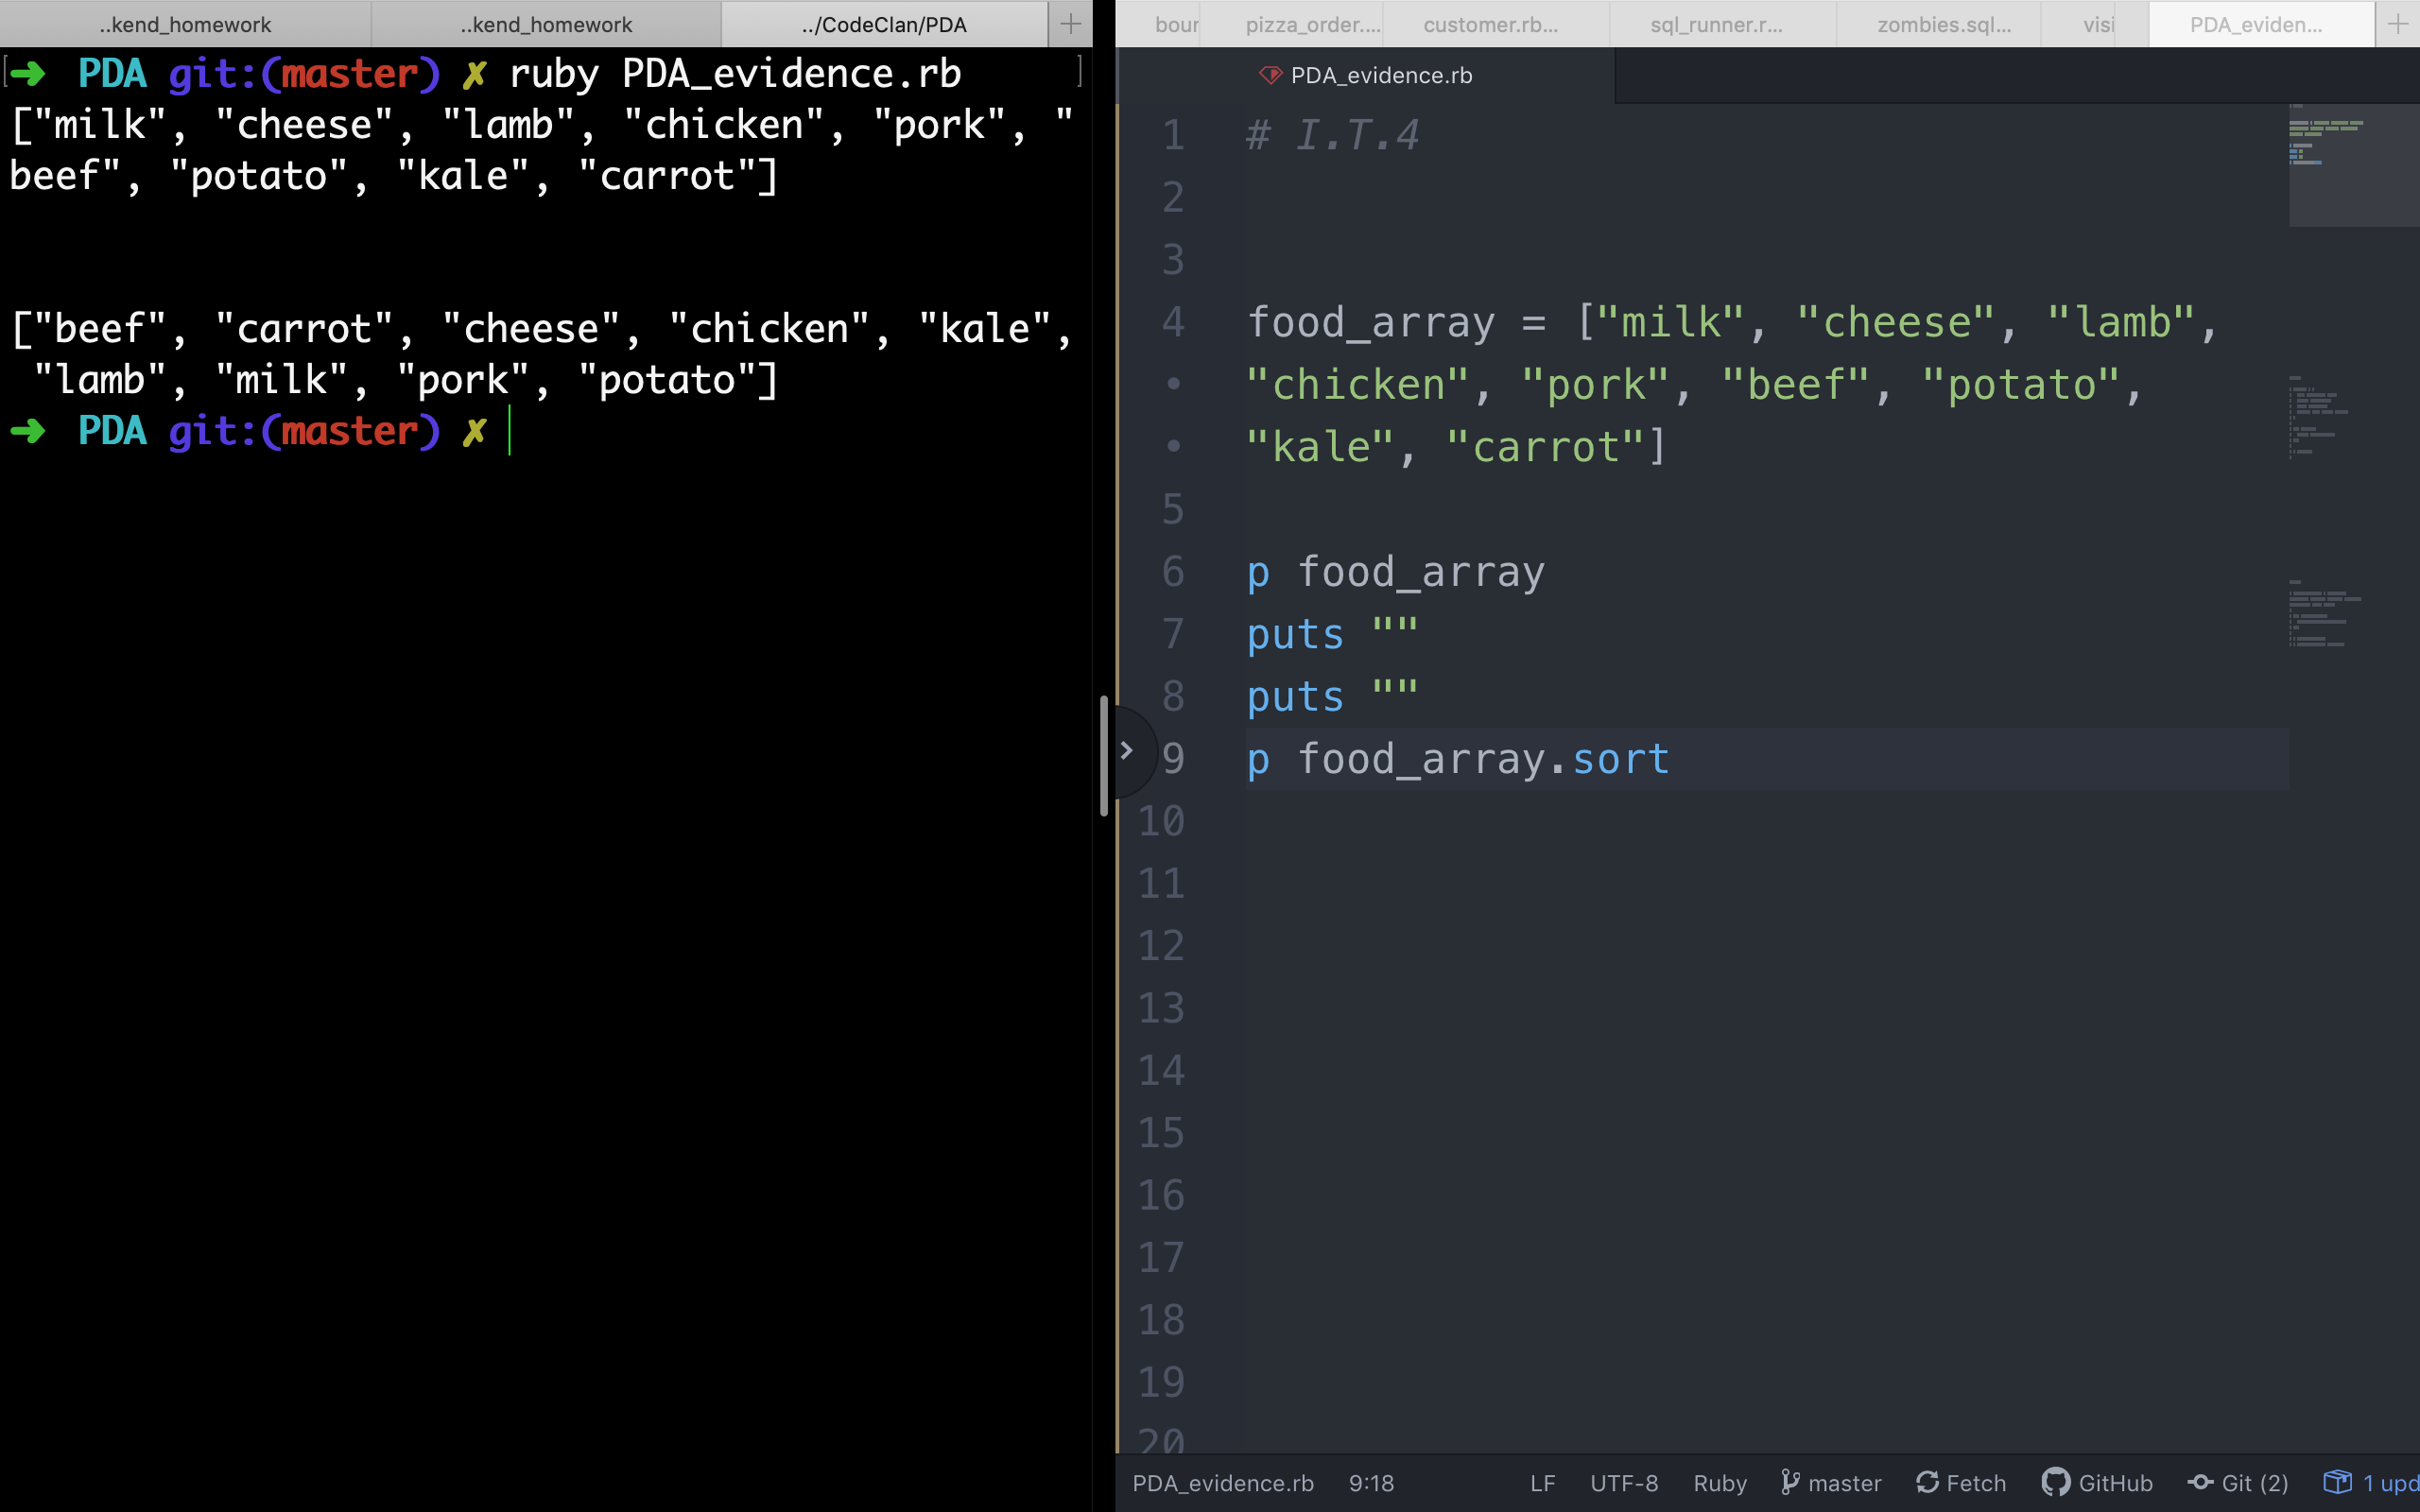 ..kend_homework
..kend_homework
../CodeClan/PDA
➜ PDA git:(master) ✗ ruby PDA_evidence.rb
["milk", "cheese", "lamb", "chicken", "pork", "
beef", "potato", "kale", "carrot"]
["beef", "carrot", "cheese", "chicken", "kale",
"lamb", "milk", "pork", "potato"]
➜ PDA git:(master) ✗
bour
pizza_order....
customer.rb...
sql_runner.r...
zombies.sql...
visi
PDA_eviden...
PDA_evidence.rb
1 # I.T.4
2
3
4 food_array = ["milk", "cheese", "lamb",
• "chicken", "pork", "beef", "potato",
• "kale", "carrot"]
5
6 p food_array
7 puts ""
8 puts ""
9 p food_array.sort
10
11
12
13
14
15
16
17
18
19
20
PDA_evidence.rb 9:18 LF UTF-8 Ruby master Fetch GitHub Git (2) 1 upd